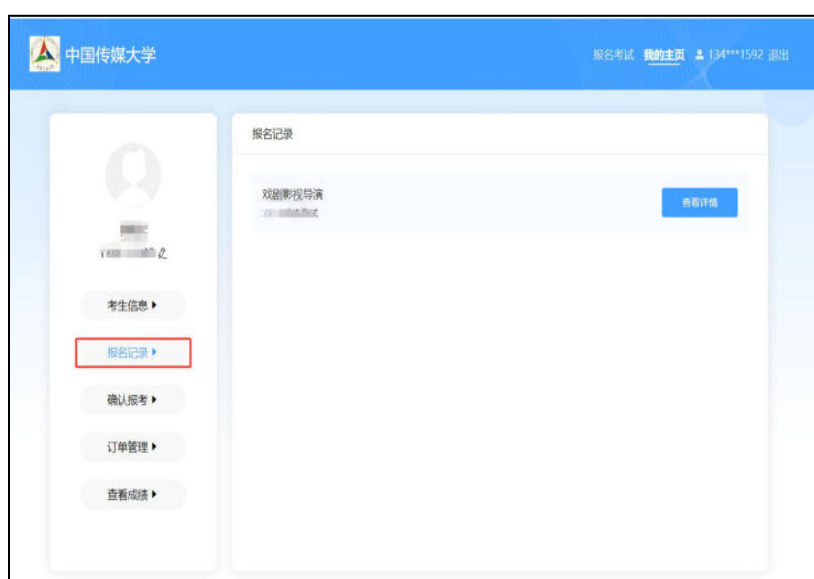 中国传媒大学
报名考试 我的主页 134***1592 退出
报名记录
戏剧影视导演
查看详情
考生信息
报名记录
确认报考
订单管理
查看成绩